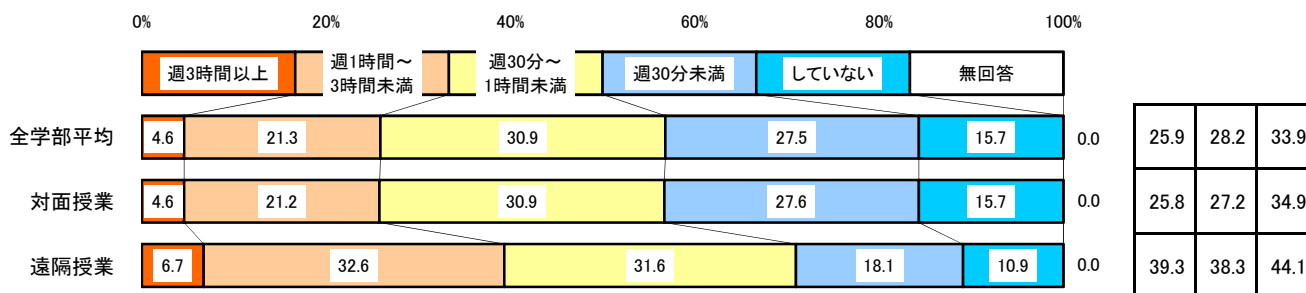 0% 20% 40% 60% 80% 100%
週3時間以上 週1時間～ 週30分～ 週30分未満 していない 無回答
3時間未満 1時間未満
全学部平均 4.6 21.3 30.9 27.5 15.7 0.0 25.9 28.2 33.9
対面授業 4.6 21.2 30.9 27.6 15.7 0.0 25.8 27.2 34.9
遠隔授業 6.7 32.6 31.6 18.1 10.9 0.0 39.3 38.3 44.1